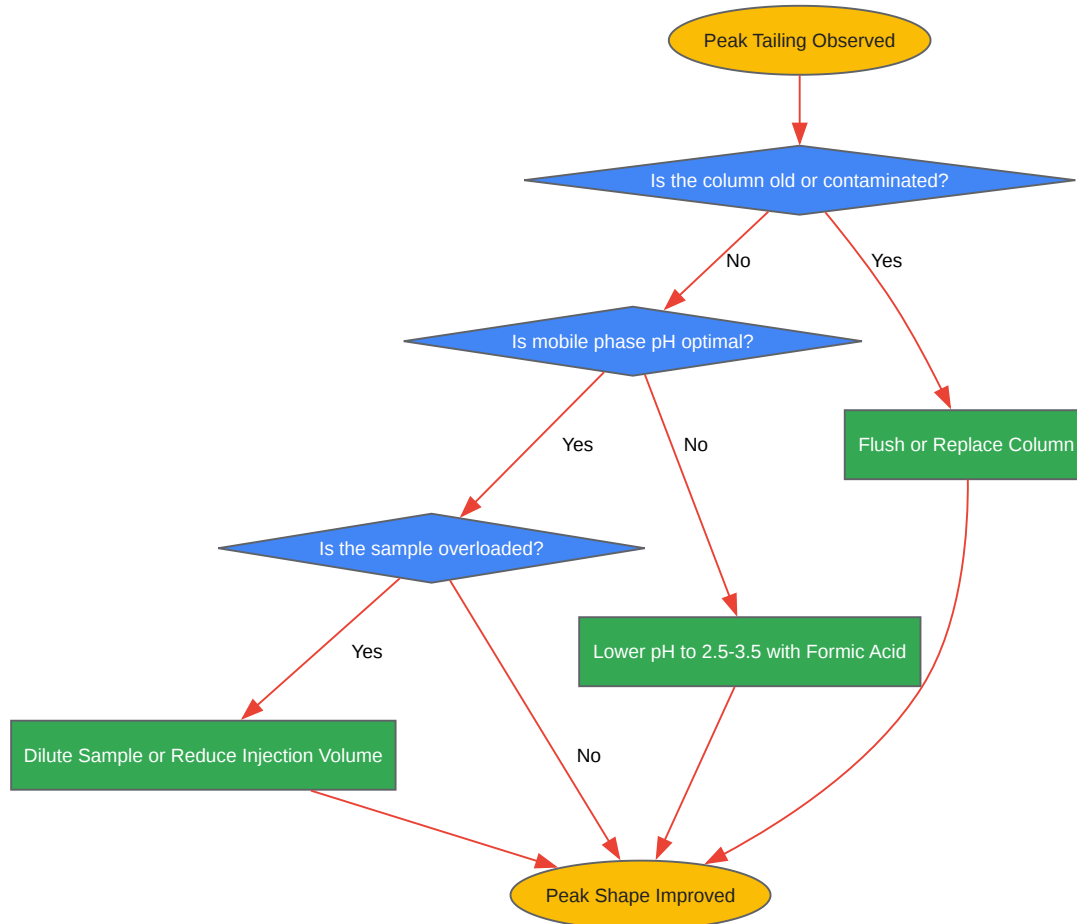 Peak Tailing Observed
Is the column old or contaminated?
No
Yes
Is mobile phase pH optimal?
Yes
No
Flush or Replace Column
Is the sample overloaded?
Yes
Lower pH to 2.5-3.5 with Formic Acid
Dilute Sample or Reduce Injection Volume
No
Peak Shape Improved